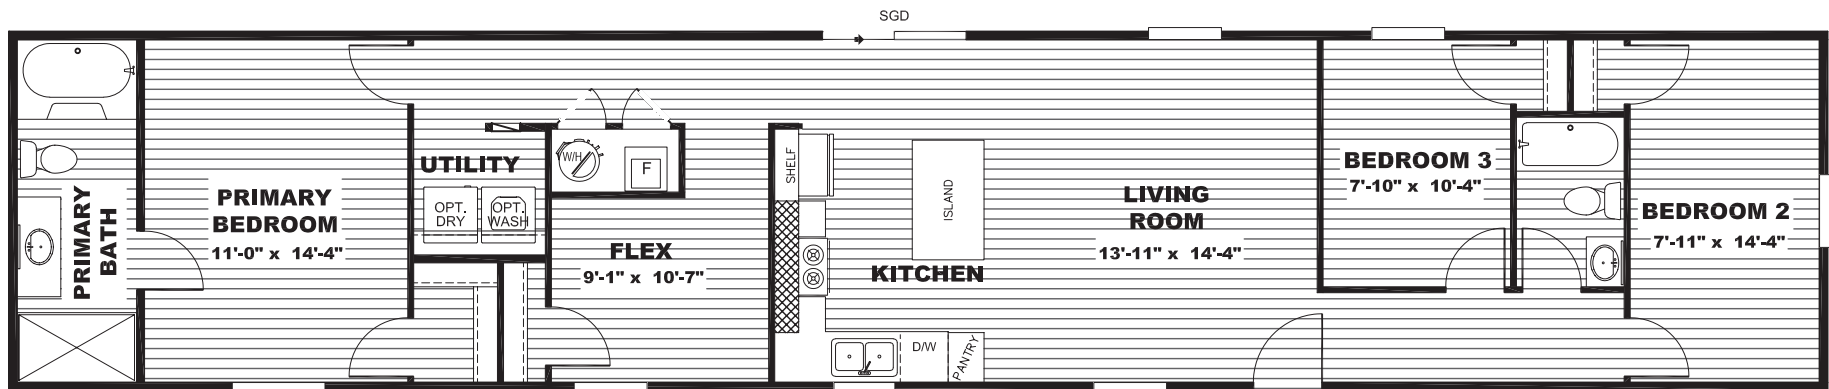 SGD
PRIMARY
BATH
PRIMARY
BEDROOM
11'-0" x 14'-4"
UTILITY
OPT.
DRY
OPT.
WASH
W/H
F
FLEX
9'-1" x 10'-7"
SHELF
ISLAND
KITCHEN
D/W
PANTRY
LIVING
ROOM
13'-11" x 14'-4"
BEDROOM 3
7'-10" x 10'-4"
BEDROOM 2
7'-11" x 14'-4"